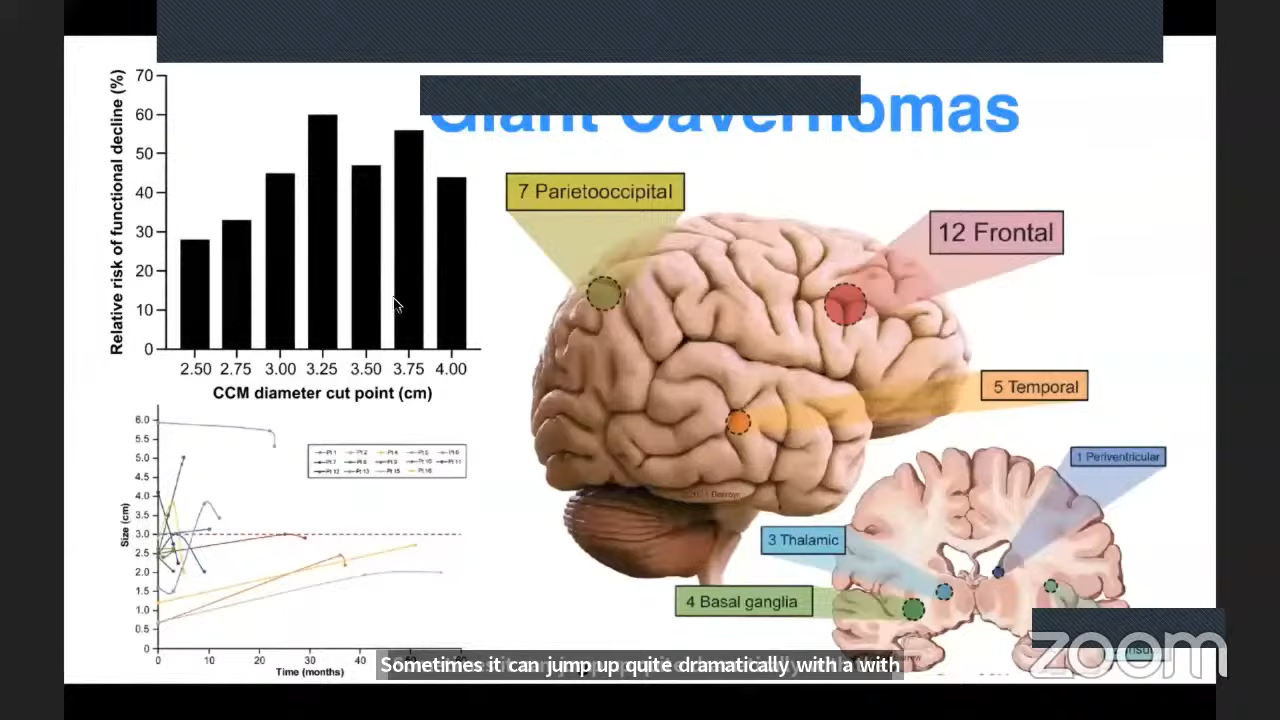 Giant Cavernomas
70
60
50
40
30
20
10
0
Relative risk of functional decline (%)
2.50 2.75 3.00 3.25 3.50 3.75 4.00
CCM diameter cut point (cm)
7 Parietooccipital
12 Frontal
5 Temporal
1 Periventricular
3 Thalamic
4 Basal ganglia
6.0
5.5
5.0
4.5
4.0
3.5
3.0
2.5
2.0
1.5
1.0
0.5
0
Size (cm)
0 10 20 30 40
Time (months)
Sometimes it can jump up quite dramatically with a with
zoom